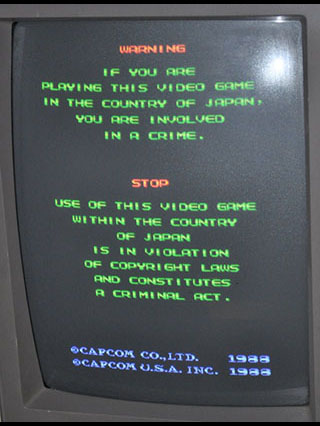 WARNING
IF YOU ARE
PLAYING THIS VIDEO GAME
IN THE COUNTRY OF JAPAN,
YOU ARE INVOLVED
IN A CRIME.
STOP
USE OF THIS VIDEO GAME
WITHIN THE COUNTRY
OF JAPAN
IS IN VIOLATION
OF COPYRIGHT LAWS
AND CONSTITUTES
A CRIMINAL ACT.
©CAPCOM CO.,LTD. 1988
©CAPCOM U.S.A. INC. 1988